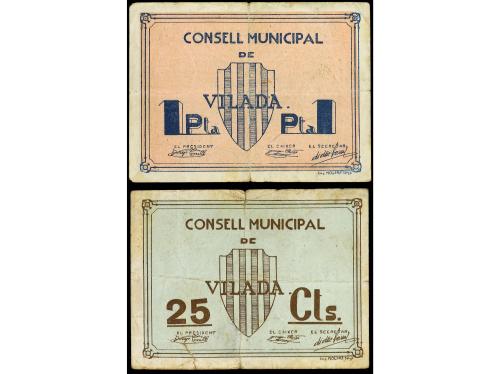 CONSELL MUNICIPAL
DE
VILADA.
1 Pta Pta 1
EL PRESIDENT EL CAIXER EL SECRETARI
CONSELL MUNICIPAL
DE
VILADA.
25 Cts.
EL PRESIDENT EL CAIXER EL SECRETARI